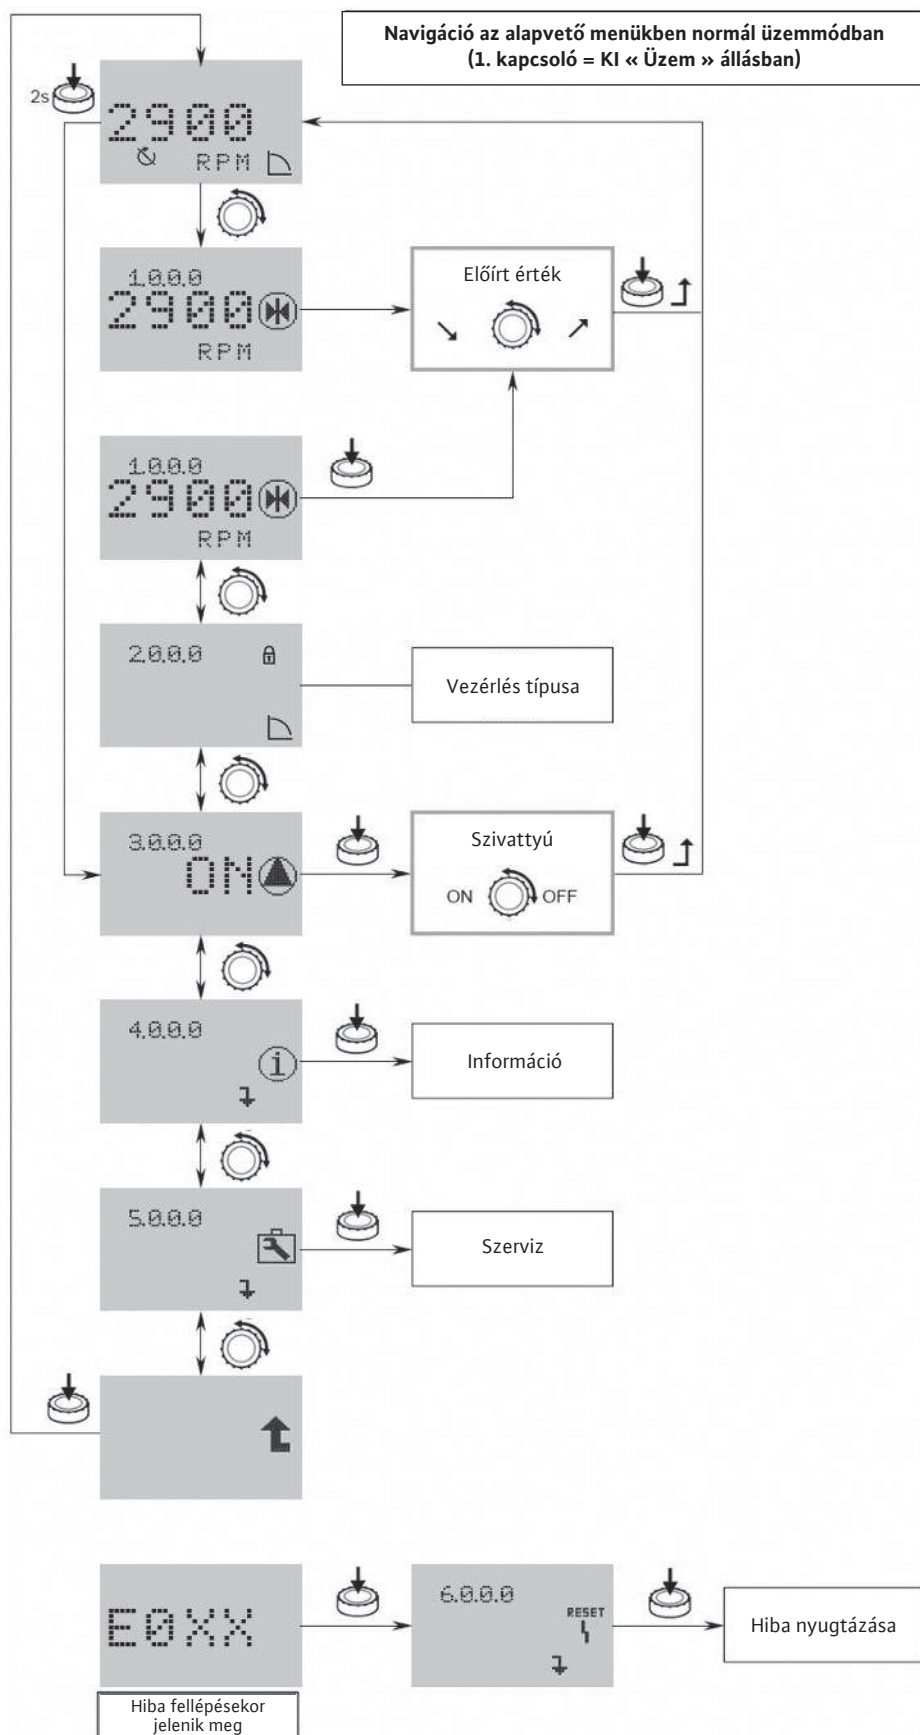 Navigáció az alapvető menükben normál üzemmódban
(1. kapcsoló = KI « Üzem » állásban)
2s
2900
RPM
1.0.0.0
2900
RPM
Előírt érték
1.0.0.0
2900
RPM
2.0.0.0
Vezérlés típusa
3.0.0.0
ON
Szivattyú
ON
OFF
4.0.0.0
i
Információ
5.0.0.0
Szerviz
E0XX
6.0.0.0
RESET
Hiba nyugtázása
Hiba fellépésekor
jelenik meg